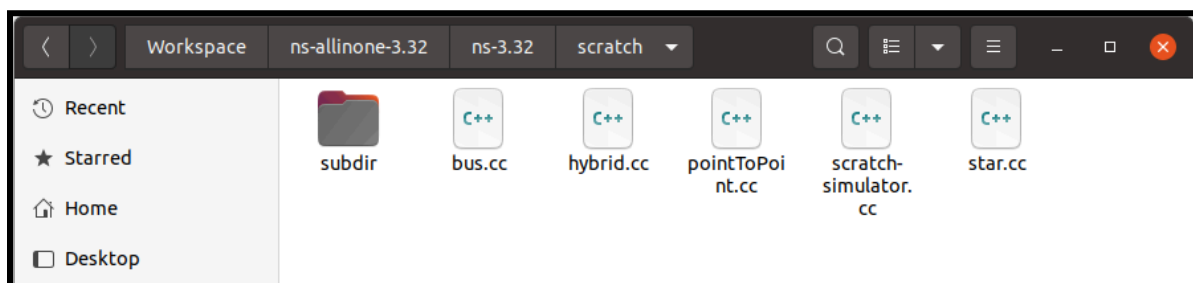 Workspace ns-allinone-3.32 ns-3.32 scratch
Recent
Starred
Home
Desktop
C++ C++ C++ C++ C++
subdir bus.cc hybrid.cc pointToPoi scratch- star.cc
nt.cc simulator.
cc